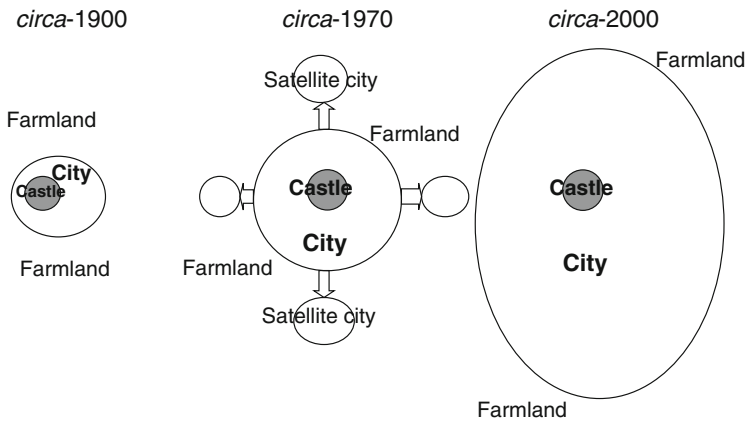 circa-1900
circa-1970
circa-2000
Farmland
City
Castle
Farmland
Satellite city
Farmland
Castle
City
Farmland
Satellite city
Farmland
Castle
City
Farmland